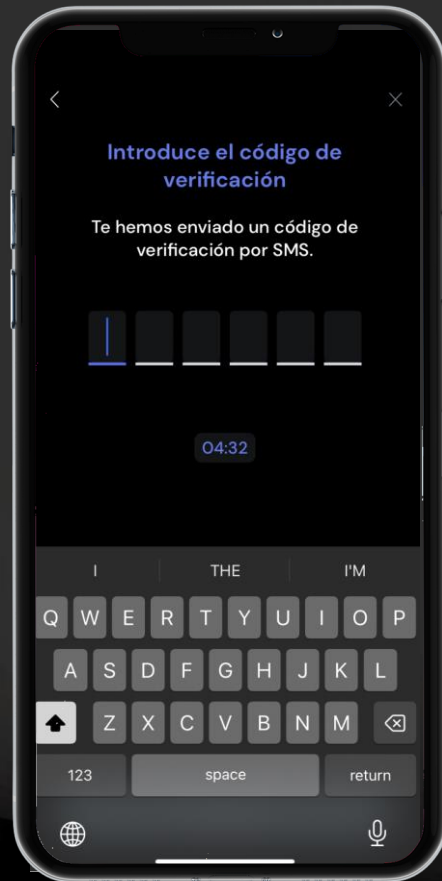 Introduce el código de
verificación
Te hemos enviado un código de
verificación por SMS.
04:32
I THE I'M
Q W E R T Y U I O P
A S D F G H J K L
Z X C V B N M
123 space return